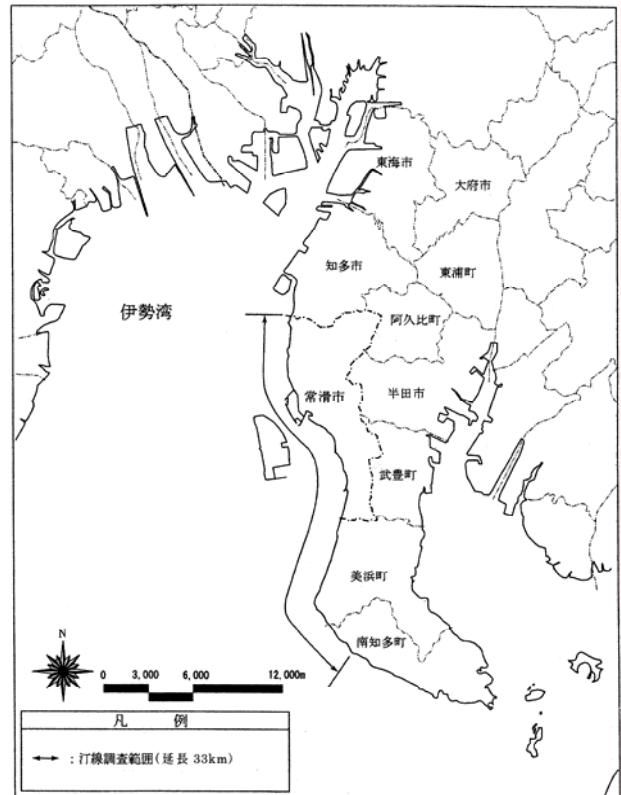 東海市
大府市
知多市
東浦町
伊勢湾
阿久比町
常滑市
半田市
武豊町
美浜町
南知多町
N
0 3,000 6,000 12,000m
凡 例
：汀線調査範囲(延長 33km)